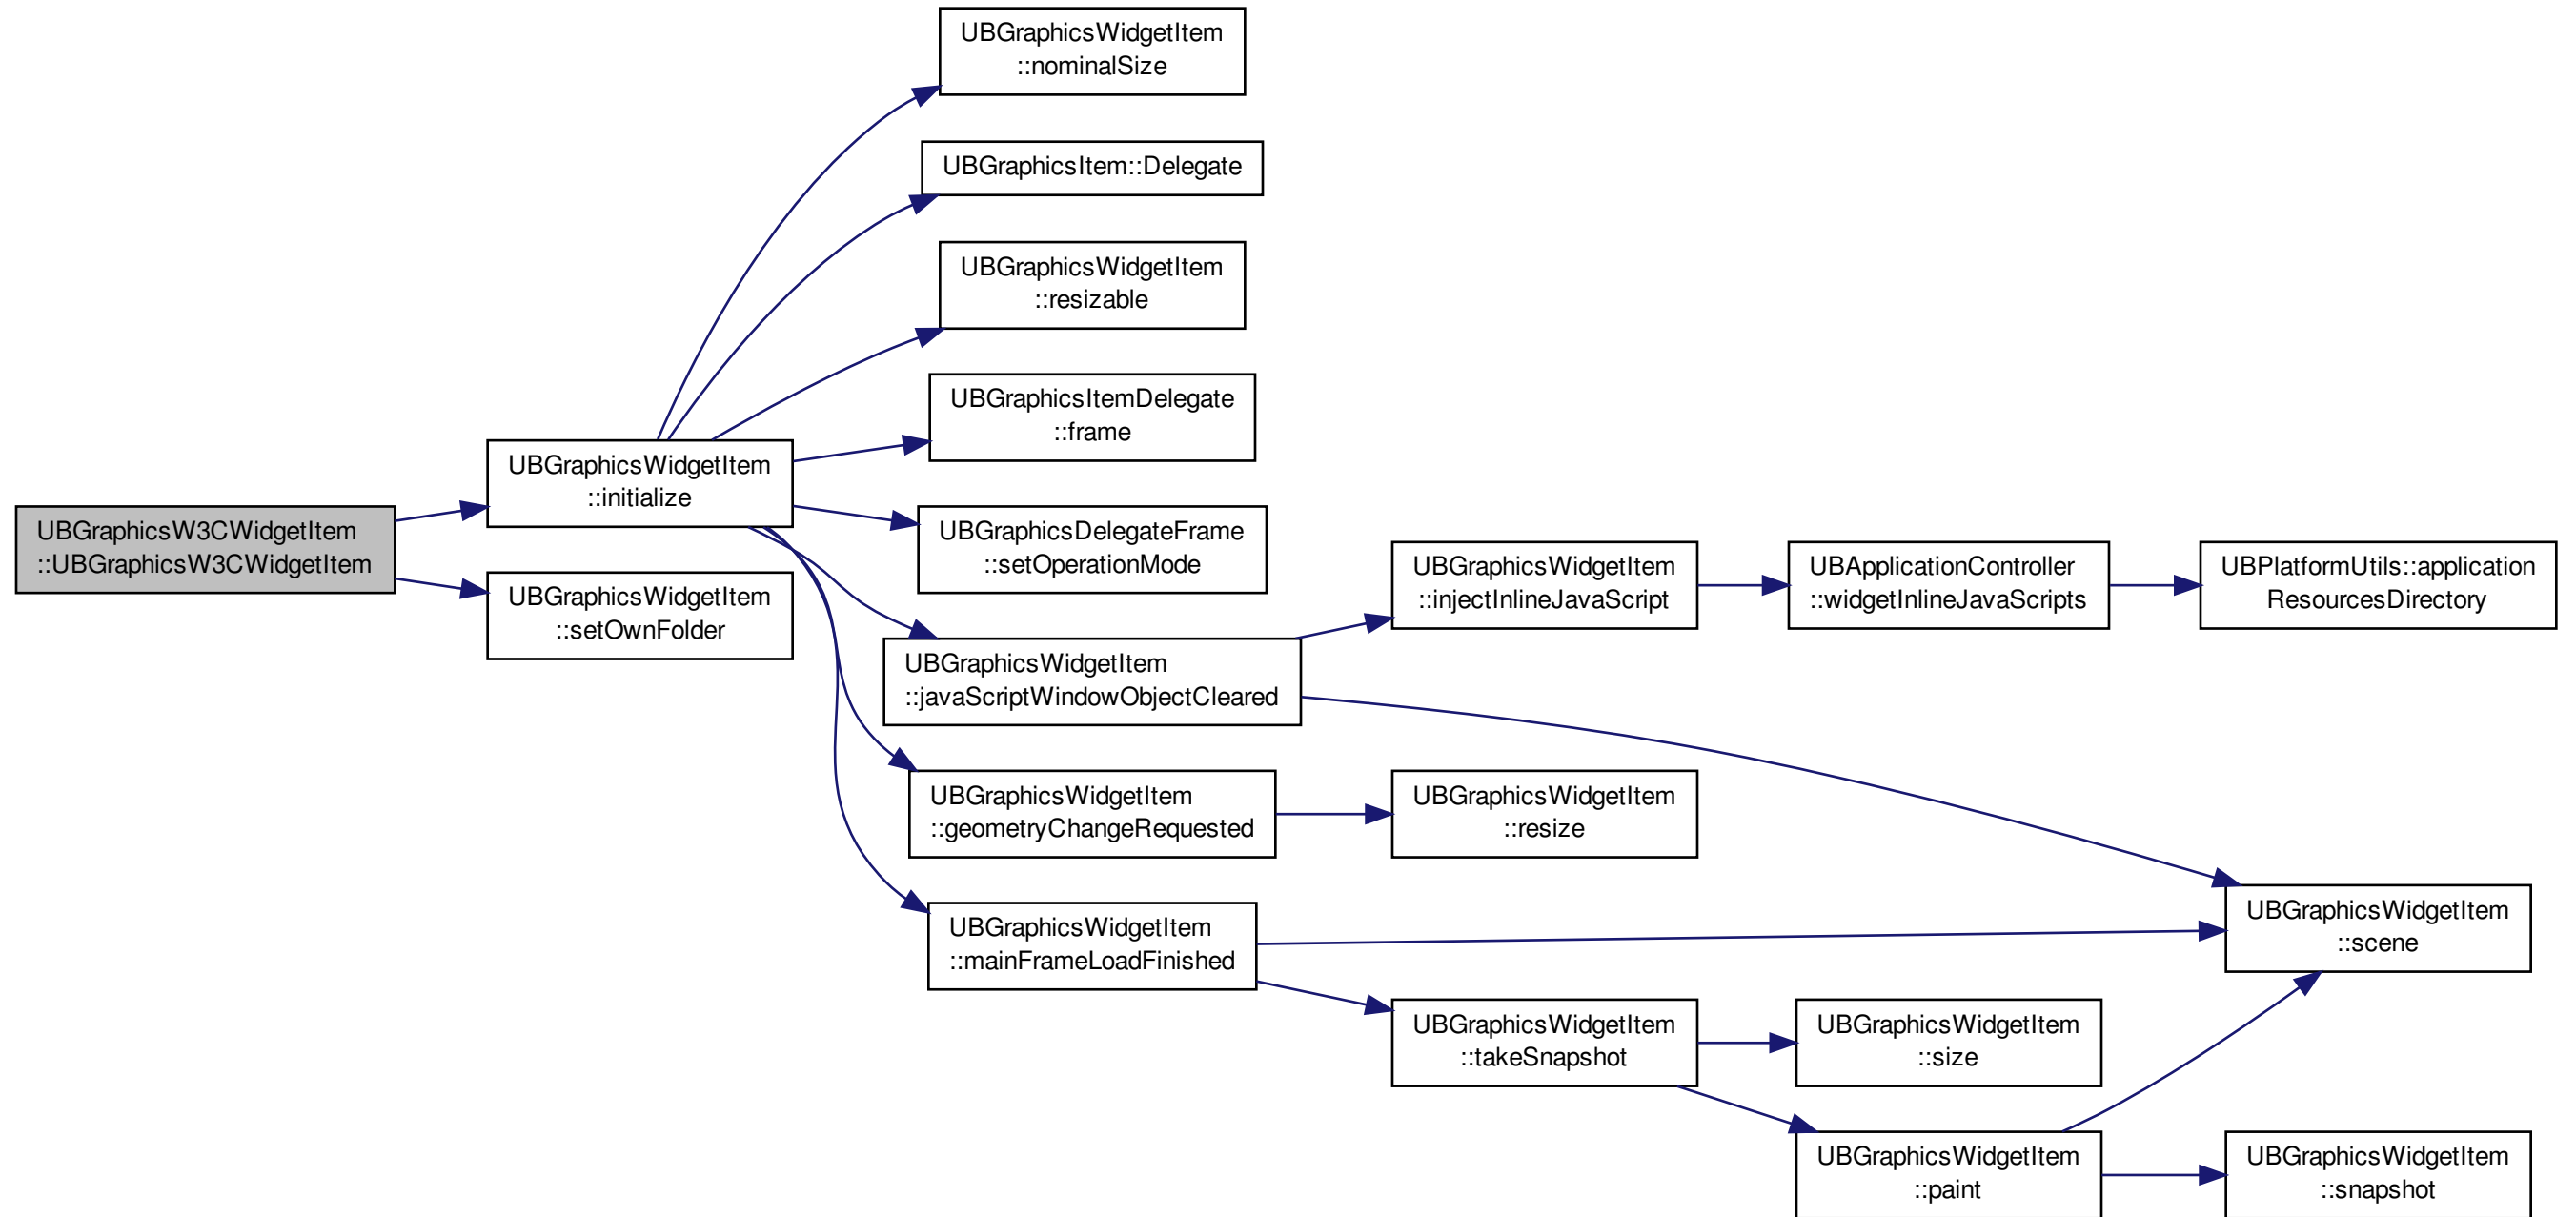 UBGraphicsWidgetItem
::nominalSize
UBGraphicsItem::Delegate
UBGraphicsWidgetItem
::resizable
UBGraphicsItemDelegate
::frame
UBGraphicsWidgetItem
::initialize
UBGraphicsW3CWidgetItem
::UBGraphicsW3CWidgetItem
UBGraphicsDelegateFrame
::setOperationMode
UBGraphicsWidgetItem
::setOwnFolder
UBGraphicsWidgetItem
::injectInlineJavaScript
UBApplicationController
::widgetInlineJavaScripts
UBPlatformUtils::application
ResourcesDirectory
UBGraphicsWidgetItem
::javaScriptWindowObjectCleared
UBGraphicsWidgetItem
::geometryChangeRequested
UBGraphicsWidgetItem
::resize
UBGraphicsWidgetItem
::mainFrameLoadFinished
UBGraphicsWidgetItem
::scene
UBGraphicsWidgetItem
::takeSnapshot
UBGraphicsWidgetItem
::size
UBGraphicsWidgetItem
::paint
UBGraphicsWidgetItem
::snapshot